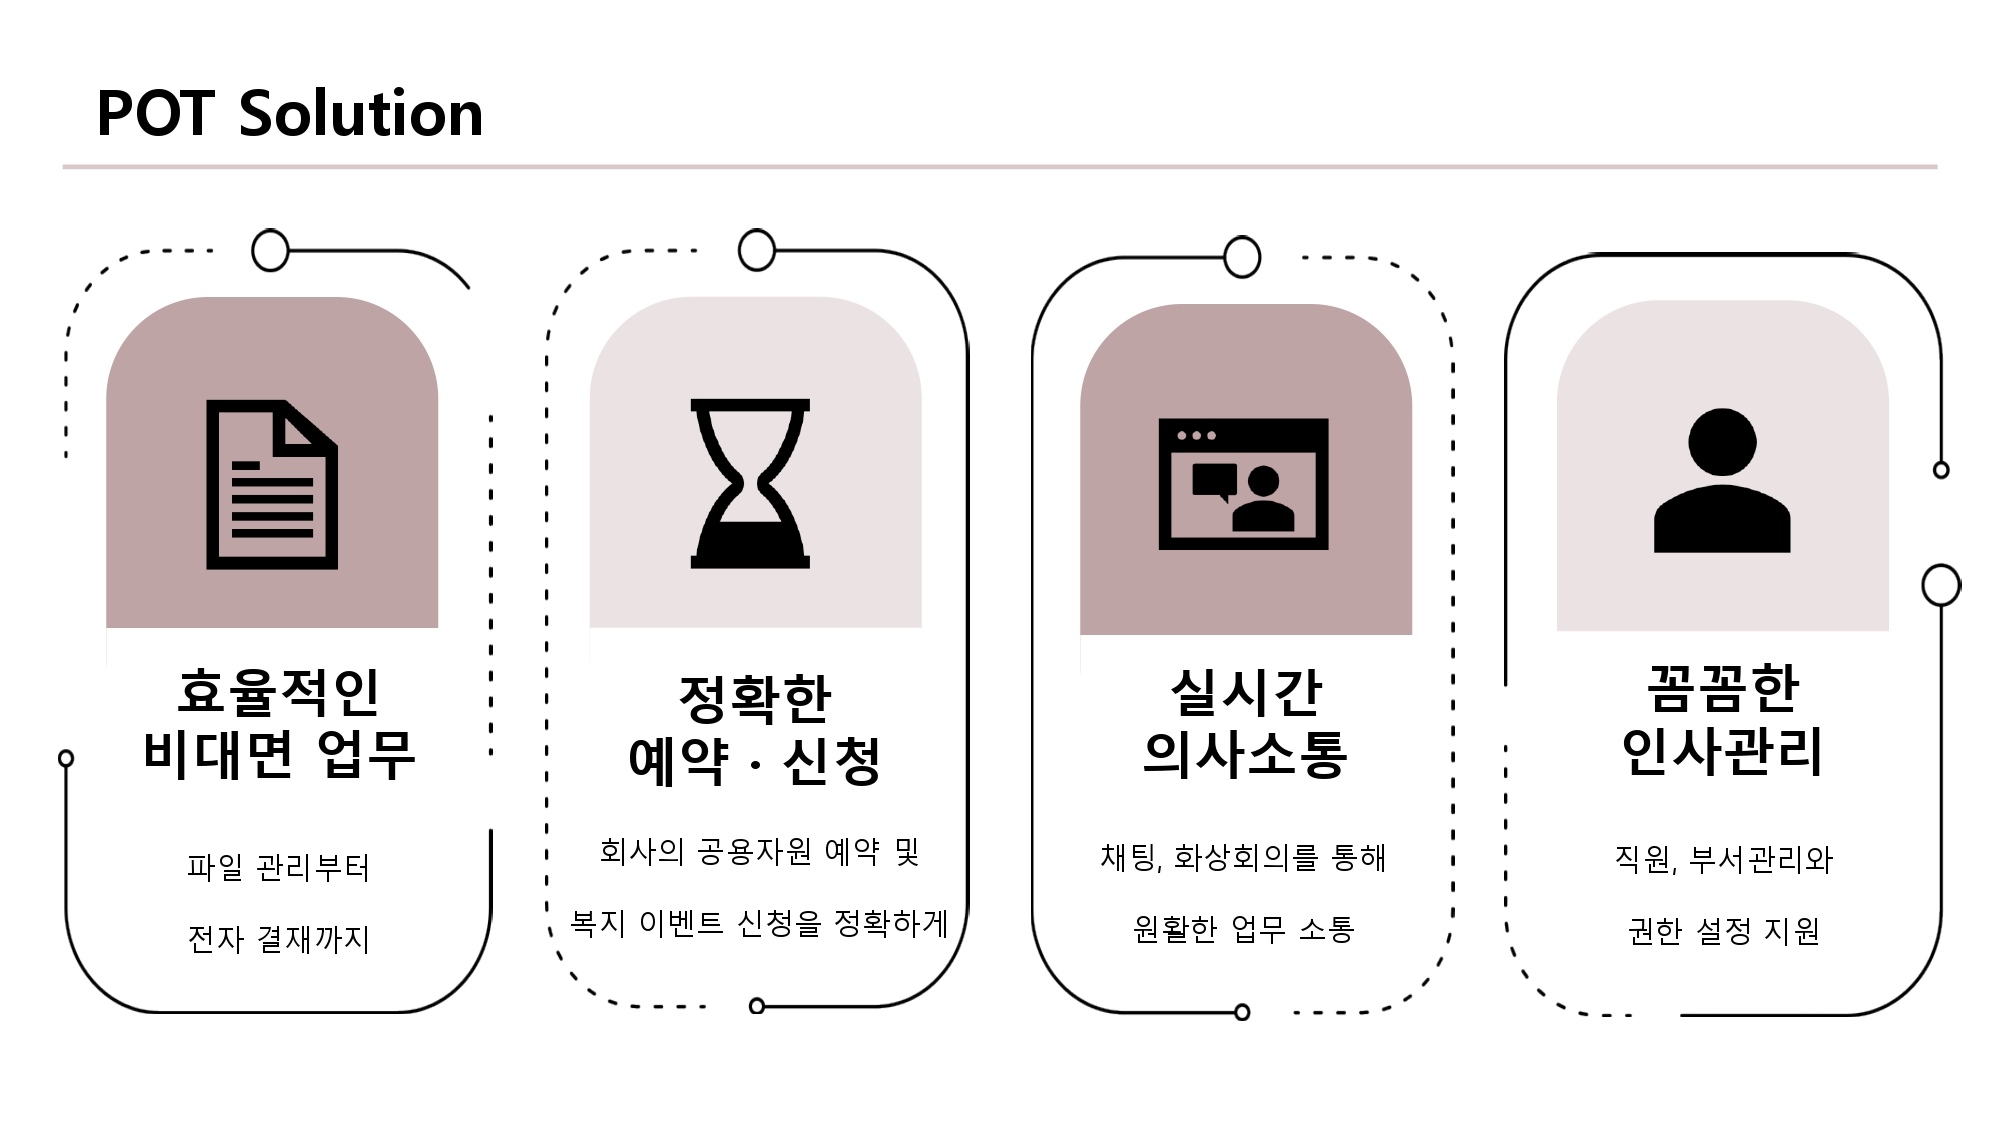 POT Solution
효율적인
비대면 업무
파일 관리부터
전자 결재까지
정확한
예약 · 신청
회사의 공용자원 예약 및
복지 이벤트 신청을 정확하게
실시간
의사소통
채팅, 화상회의를 통해
원활한 업무 소통
꼼꼼한
인사관리
직원, 부서관리와
권한 설정 지원